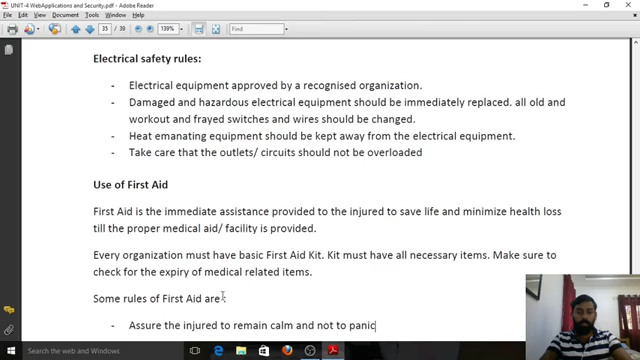 UNIT-4 WebApplications and Security.pdf - Adobe Reader
File Edit View Document Tools Window Help
35 / 39 139% Find
Electrical safety rules:
- Electrical equipment approved by a recognised organization.
- Damaged and hazardous electrical equipment should be immediately replaced. all old and
workout and frayed switches and wires should be changed.
- Heat emanating equipment should be kept away from the electrical equipment.
- Take care that the outlets/ circuits should not be overloaded
Use of First Aid
First Aid is the immediate assistance provided to the injured to save life and minimize health loss
till the proper medical aid/ facility is provided.
Every organization must have basic First Aid Kit. Kit must have all necessary items. Make sure to
check for the expiry of medical related items.
Some rules of First Aid are:
- Assure the injured to remain calm and not to panic
Search the web and Windows